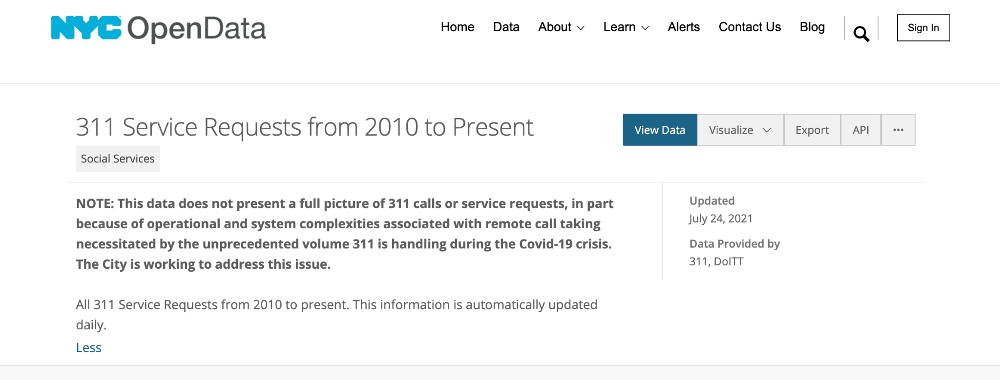 NYC OpenData
Home Data About Learn Alerts Contact Us Blog Sign In
311 Service Requests from 2010 to Present
View Data Visualize Export API ...
Social Services
NOTE: This data does not present a full picture of 311 calls or service requests, in part
because of operational and system complexities associated with remote call taking
necessitated by the unprecedented volume 311 is handling during the Covid-19 crisis.
The City is working to address this issue.
All 311 Service Requests from 2010 to present. This information is automatically updated
daily.
Less
Updated
July 24, 2021
Data Provided by
311, DoITT